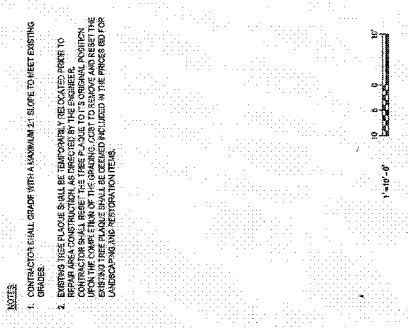 NOTES:
1. CONTRACTOR SHALL GRADE WITH A MAXIMUM 2:1 SLOPE TO MEET EXISTING
GRADES.
2. EXISTING TREE PLAQUE SHALL BE TEMPORARILY RELOCATED PRIOR TO
REPAIR AREA CONSTRUCTION, AS DIRECTED BY THE ENGINEER.
CONTRACTOR SHALL RESET THE TREE PLAQUE TO ITS ORIGINAL POSITION
UPON THE COMPLETION OF THE GRADING. COST TO REMOVE AND RESET THE
EXISTING TREE PLAQUE SHALL BE DEEMED INCLUDED IN THE PRICES BID FOR
LANDSCAPING AND RESTORATION ITEMS.
10 5 0 10'
1"=10'-0"